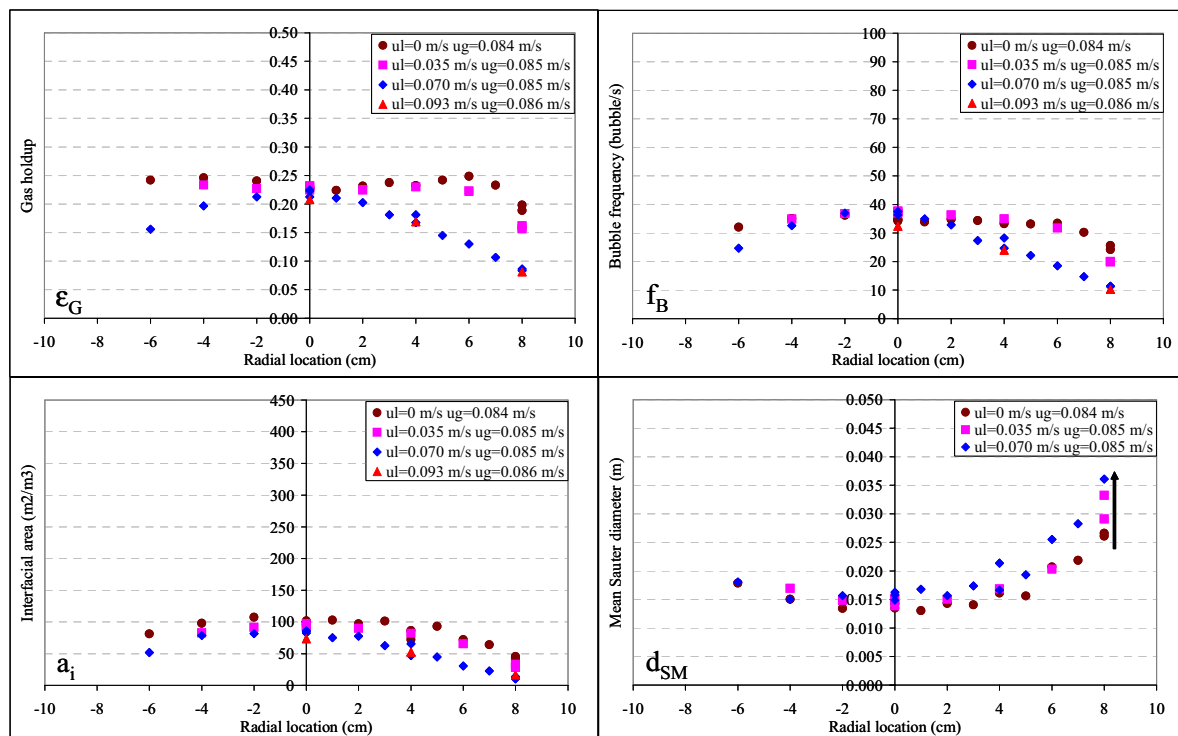 0.50
0.45
0.40
0.35
0.30
0.25
0.20
0.15
0.10
0.05
0.00
-10 -8 -6 -4 -2 0 2 4 6 8 10
Gas holdup
Radial location (cm)
εG
ul=0 m/s ug=0.084 m/s
ul=0.035 m/s ug=0.085 m/s
ul=0.070 m/s ug=0.085 m/s
ul=0.093 m/s ug=0.086 m/s
100
90
80
70
60
50
40
30
20
10
0
-10 -8 -6 -4 -2 0 2 4 6 8 10
Bubble frequency (bubble/s)
Radial location (cm)
fB
ul=0 m/s ug=0.084 m/s
ul=0.035 m/s ug=0.085 m/s
ul=0.070 m/s ug=0.085 m/s
ul=0.093 m/s ug=0.086 m/s
450
400
350
300
250
200
150
100
50
0
-10 -8 -6 -4 -2 0 2 4 6 8 10
Interfacial area (m2/m3)
Radial location (cm)
ai
ul=0 m/s ug=0.084 m/s
ul=0.035 m/s ug=0.085 m/s
ul=0.070 m/s ug=0.085 m/s
ul=0.093 m/s ug=0.086 m/s
0.050
0.045
0.040
0.035
0.030
0.025
0.020
0.015
0.010
0.005
0.000
-10 -8 -6 -4 -2 0 2 4 6 8 10
Mean Sauter diameter (m)
Radial location (cm)
dSM
ul=0 m/s ug=0.084 m/s
ul=0.035 m/s ug=0.085 m/s
ul=0.070 m/s ug=0.085 m/s